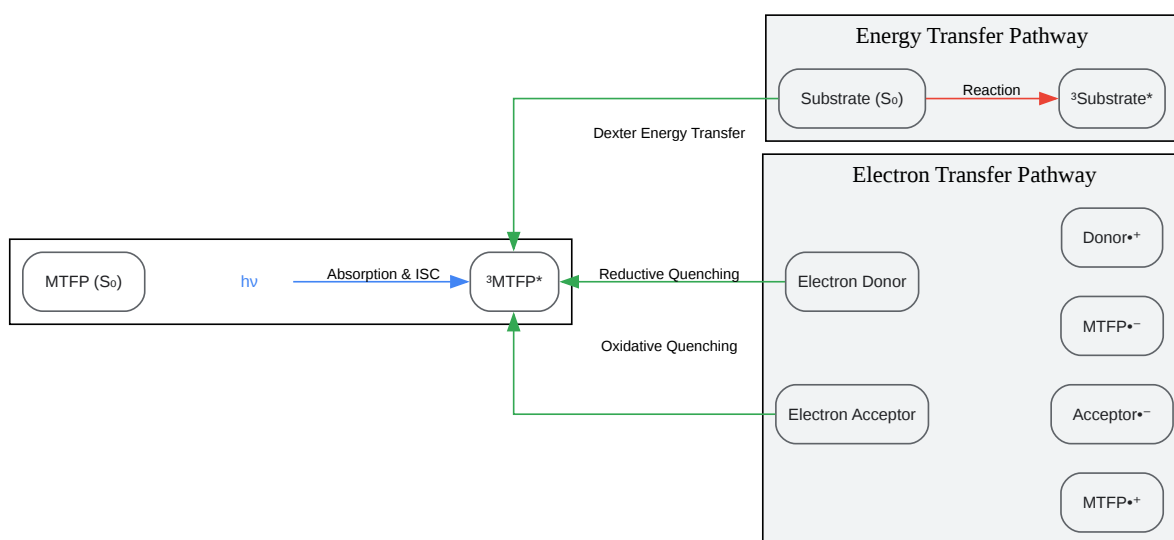 Energy Transfer Pathway
Substrate (S₀)
Reaction
³Substrate*
Dexter Energy Transfer
Electron Transfer Pathway
Donor•⁺
MTFP (S₀)
hν
Absorption & ISC
³MTFP*
Reductive Quenching
Electron Donor
MTFP•⁻
Oxidative Quenching
Electron Acceptor
Acceptor•⁻
MTFP•⁺